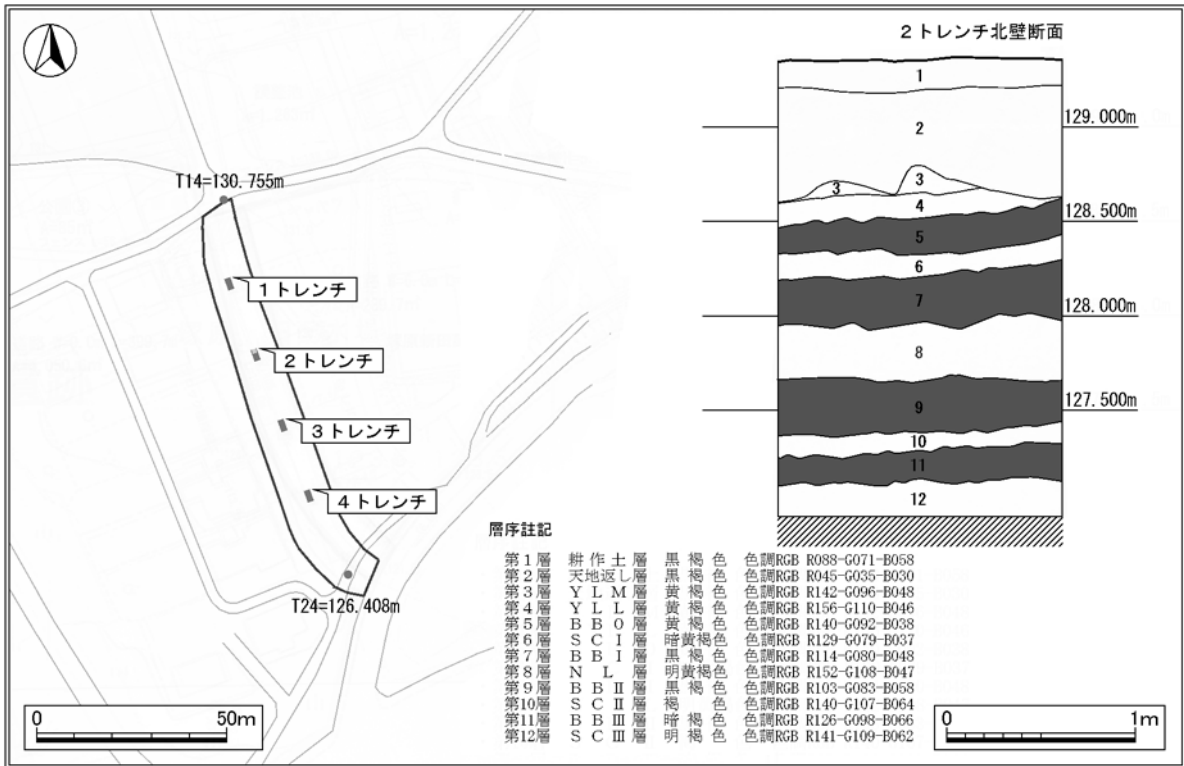 2トレンチ北壁断面
T14=130.755m
1トレンチ
2トレンチ
3トレンチ
4トレンチ
T24=126.408m
0 50m
1
2
3
3
4
5
6
7
8
9
10
11
12
129.000m
128.500m
128.000m
127.500m
層序註記
第1層 耕作土層 黒褐色 色調RGB R088-G071-B058
第2層 天地返し層 黒褐色 色調RGB R045-G035-B030
第3層 YLM層 黄褐色 色調RGB R142-G096-B048
第4層 YLL層 黄褐色 色調RGB R156-G110-B046
第5層 BB0層 黄褐色 色調RGB R140-G092-B038
第6層 SCⅠ層 暗黄褐色 色調RGB R129-G079-B037
第7層 BBⅠ層 黒褐色 色調RGB R114-G080-B048
第8層 NL層 明黄褐色 色調RGB R152-G108-B047
第9層 BBⅡ層 黒褐色 色調RGB R103-G083-B058
第10層 SCⅡ層 褐色 色調RGB R140-G107-B064
第11層 BBⅢ層 暗褐色 色調RGB R126-G098-B066
第12層 SCⅢ層 明褐色 色調RGB R141-G109-B062
0 1m